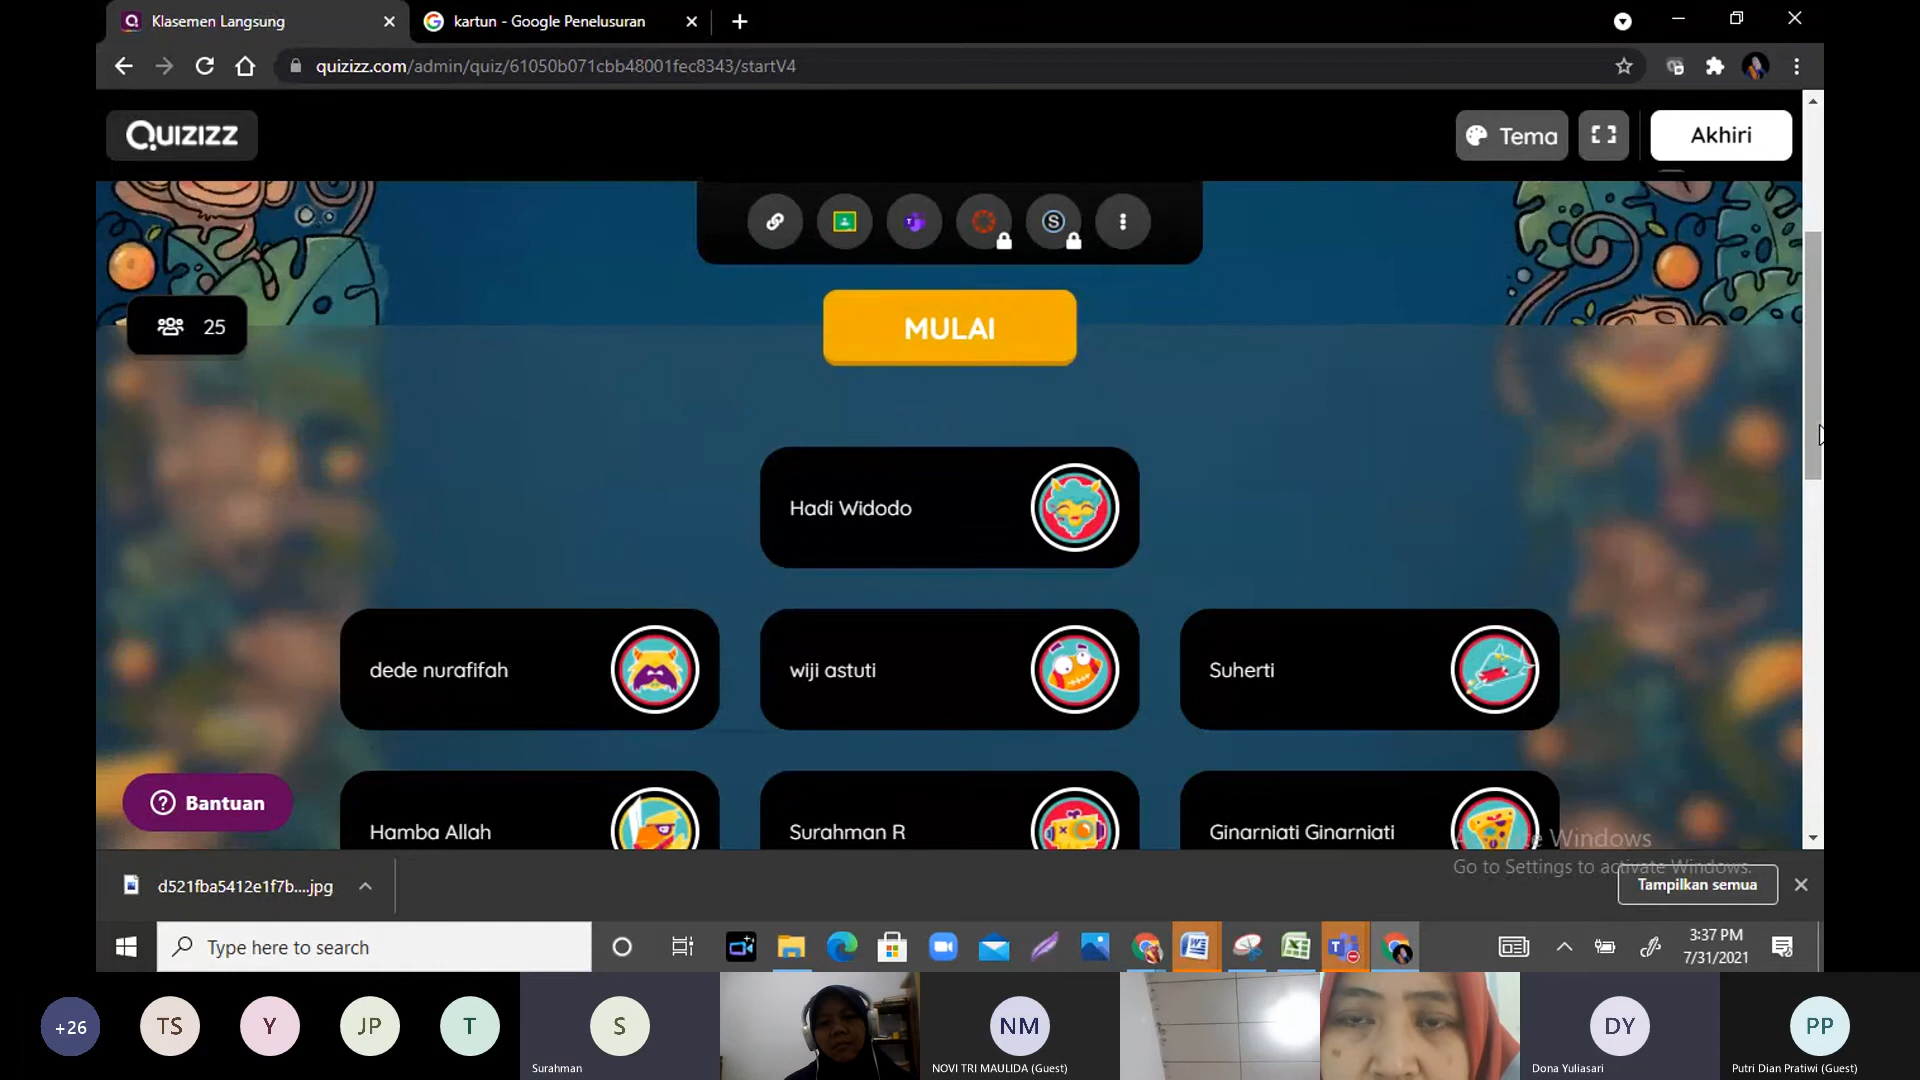 Klasemen Langsung
kartun - Google Penelusuran
quizizz.com/admin/quiz/61050b071cbb48001fec8343/startV4
QUIZIZZ
Tema
Akhiri
25
MULAI
Hadi Widodo
dede nurafifah
wiji astuti
Suherti
Hamba Allah
Surahman R
Ginarniati Ginarniati
Bantuan
Windows
Go to Settings to activate Windows.
d521fba5412e1f7b....jpg
Tampilkan semua
Type here to search
3:37 PM
7/31/2021
+26
TS
Y
JP
T
S
Surahman
NM
NOVI TRI MAULIDA (Guest)
DY
Dona Yuliasari
PP
Putri Dian Pratiwi (Guest)